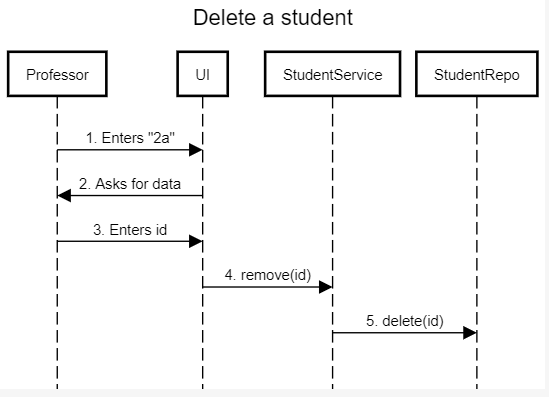 Delete a student
Professor
UI
StudentService
StudentRepo
1. Enters "2a"
2. Asks for data
3. Enters id
4. remove(id)
5. delete(id)